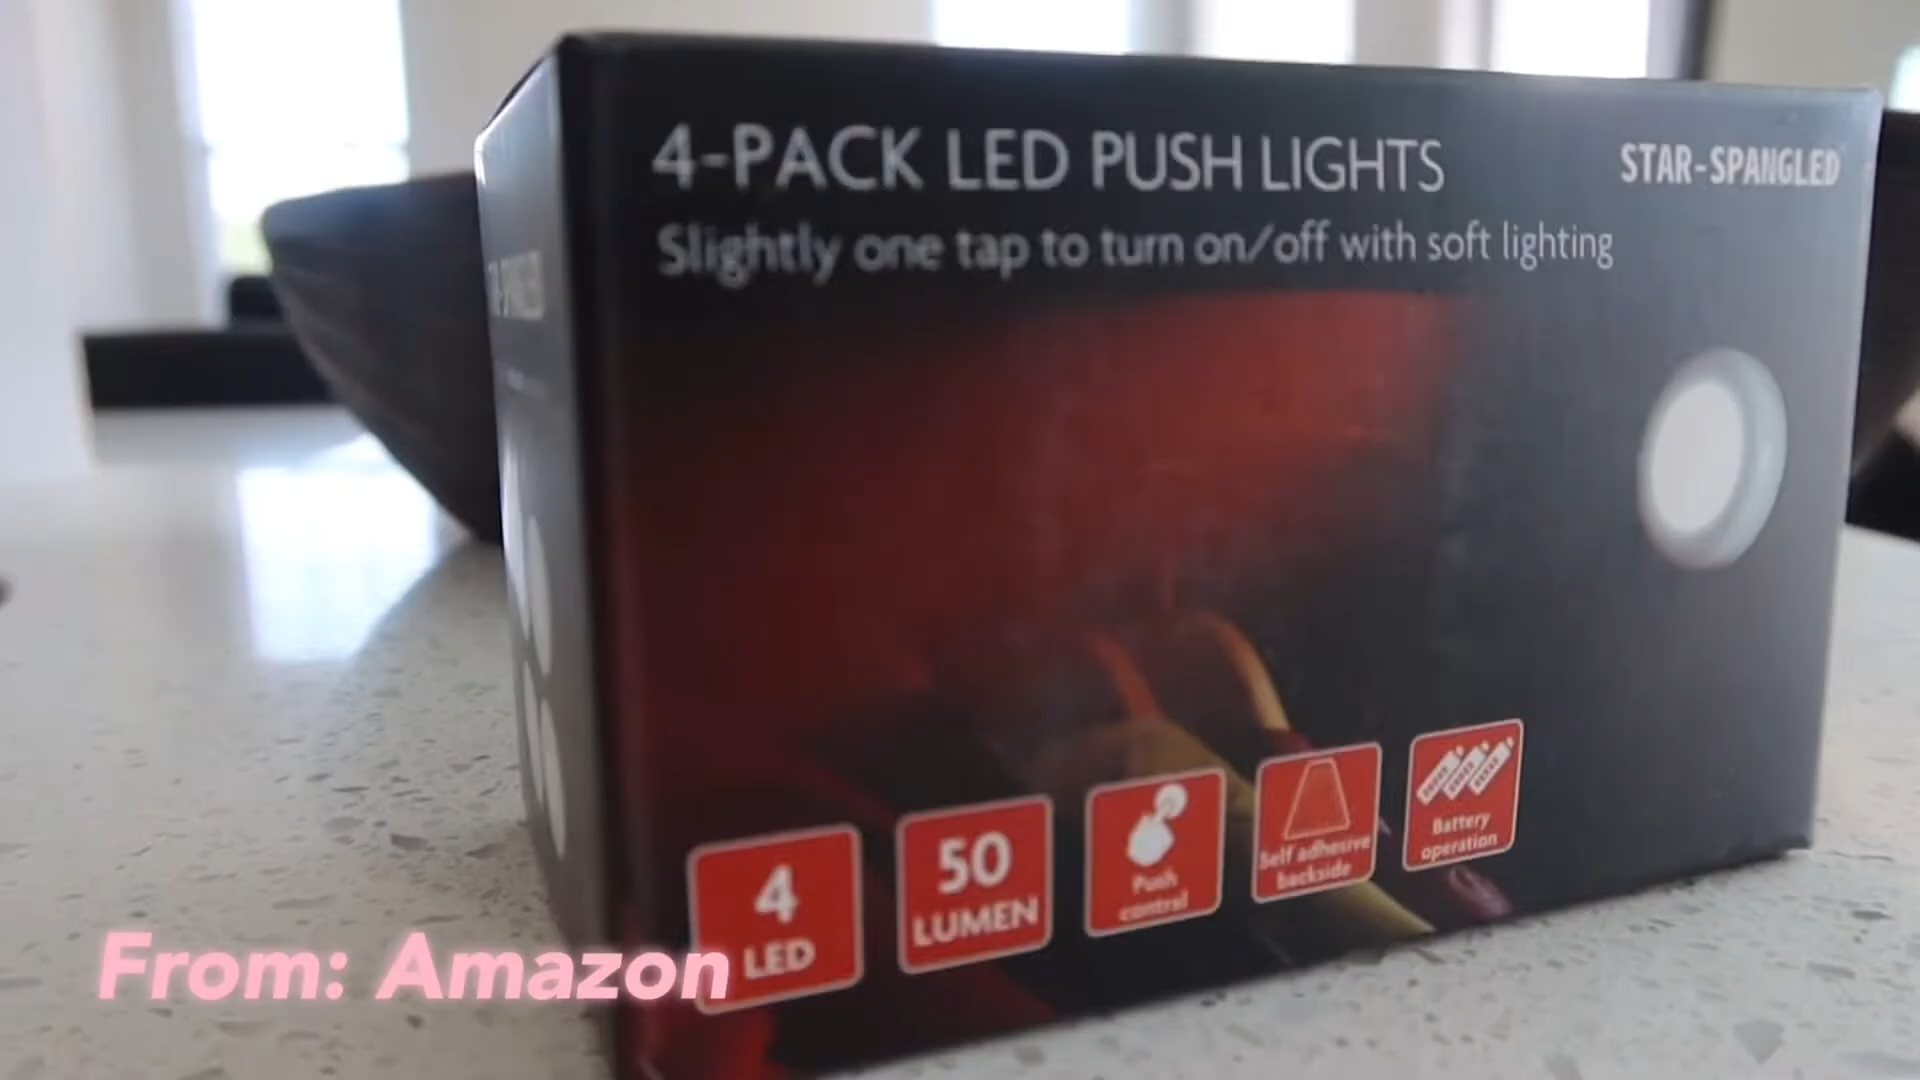 4-PACK LED PUSH LIGHTS
STAR-SPANGLED
Slightly one tap to turn on/off with soft lighting
4
LED
50
LUMEN
Push
control
Self adhesive
backside
Battery
operation
From: Amazon